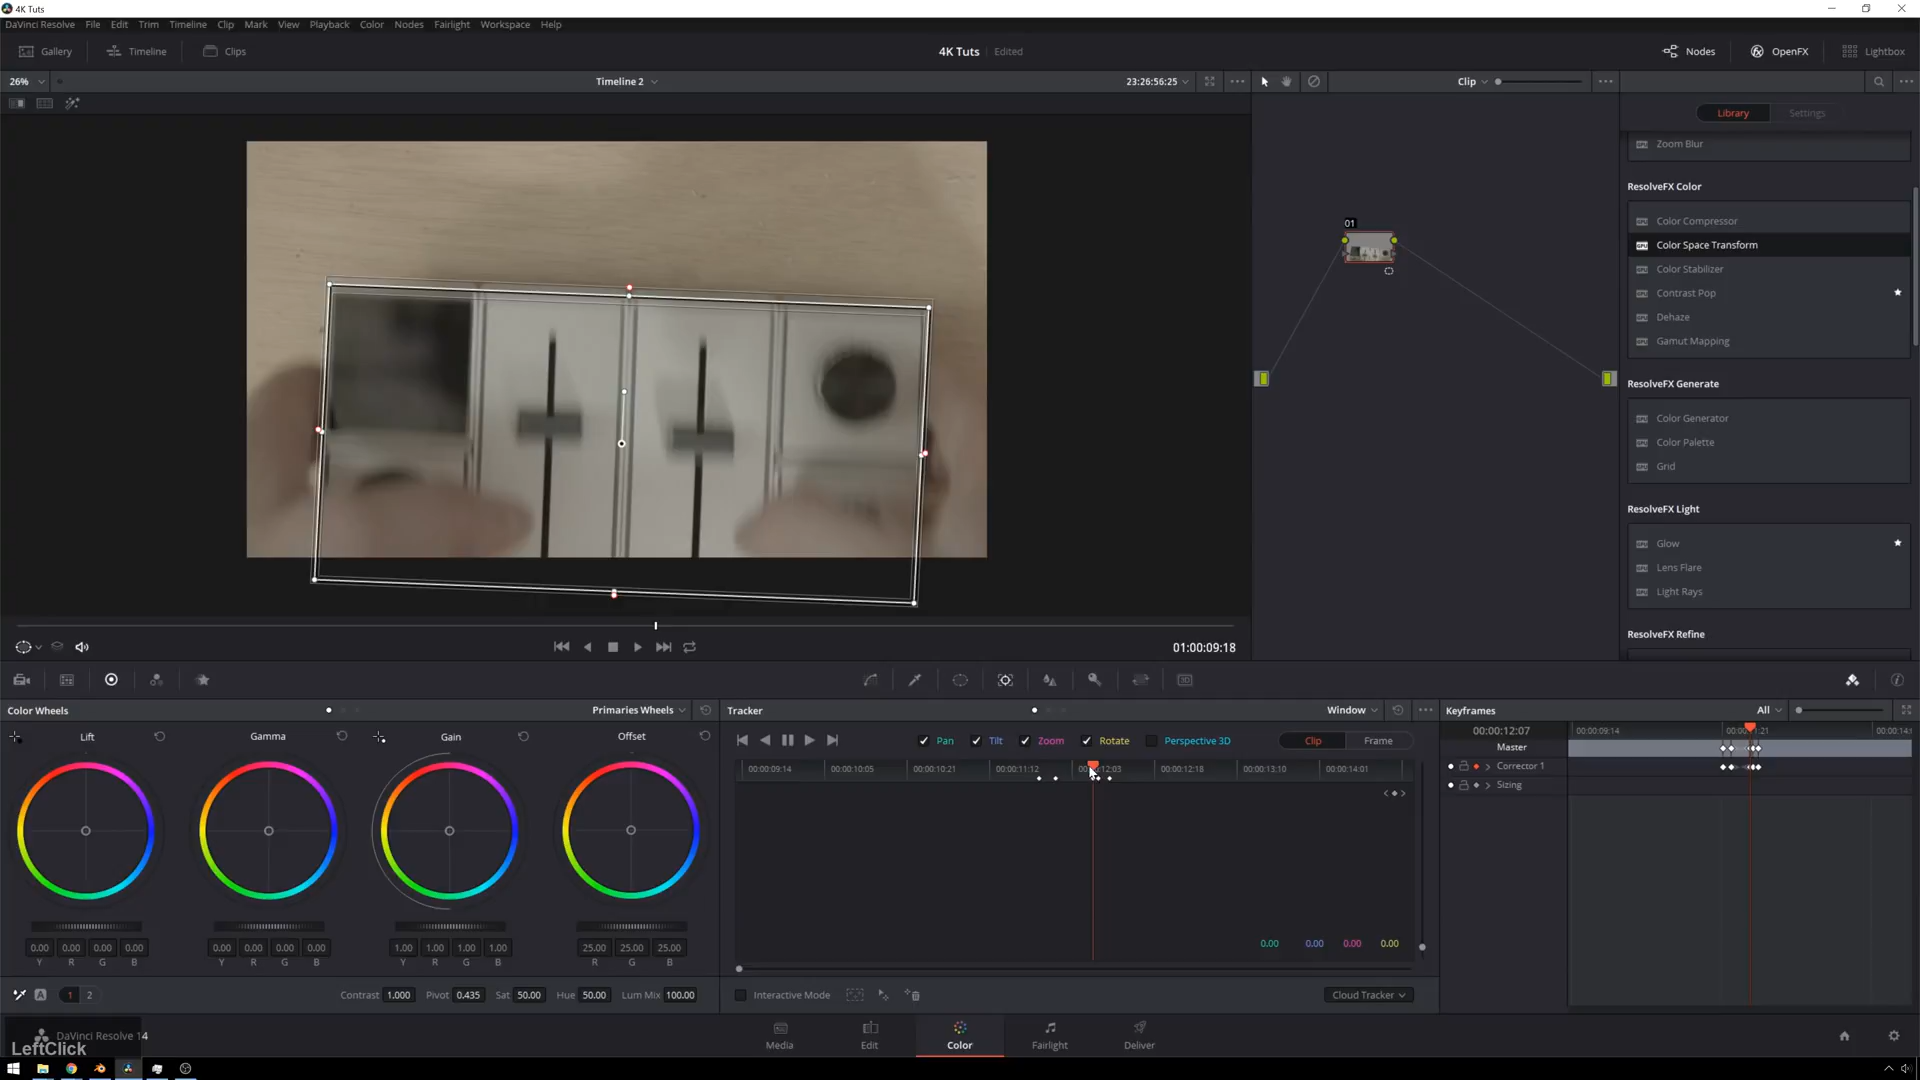 4K Tuts
DaVinci Resolve File Edit Trim Timeline Clip Mark View Playback Color Nodes Fairlight Workspace Help
Gallery Timeline Clips 4K Tuts Edited Nodes OpenFX Lightbox
26% Timeline 2 23:26:56:25 Clip
Library Settings
Zoom Blur
ResolveFX Color
Color Compressor
Color Space Transform
Color Stabilizer
Contrast Pop
Dehaze
Gamut Mapping
ResolveFX Generate
Color Generator
Color Palette
Grid
ResolveFX Light
Glow
Lens Flare
Light Rays
ResolveFX Refine
01
01:00:09:18
Color Wheels Primaries Wheels Tracker Window Keyframes All
Lift Gamma Gain Offset
Pan Tilt Zoom Rotate Perspective 3D Clip Frame
00:00:12:07 00:00:09:14
Master
Corrector 1
Sizing
00:00:09:14 00:00:10:05 00:00:10:21 00:00:11:12 00:00:12:18 00:00:13:10 00:00:14:01
0.00 0.00 0.00 0.00
0.00 0.00 0.00 0.00 0.00 0.00 0.00 0.00 1.00 1.00 1.00 1.00 25.00 25.00 25.00
Y R G B Y R G B Y R G B R G B
A 1 2 Contrast 1.000 Pivot 0.435 Sat 50.00 Hue 50.00 Lum Mix 100.00 Interactive Mode Cloud Tracker
DaVinci Resolve 14
LeftClick
Media Edit Color Fairlight Deliver